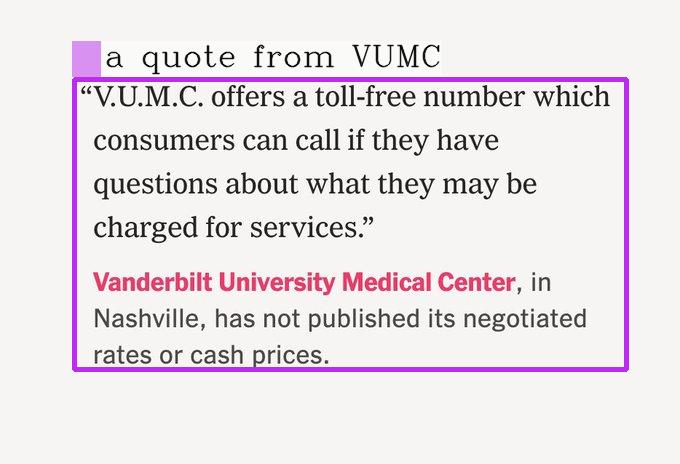 a quote from VUMC
“V.U.M.C. offers a toll-free number which
consumers can call if they have
questions about what they may be
charged for services.”
Vanderbilt University Medical Center, in
Nashville, has not published its negotiated
rates or cash prices.